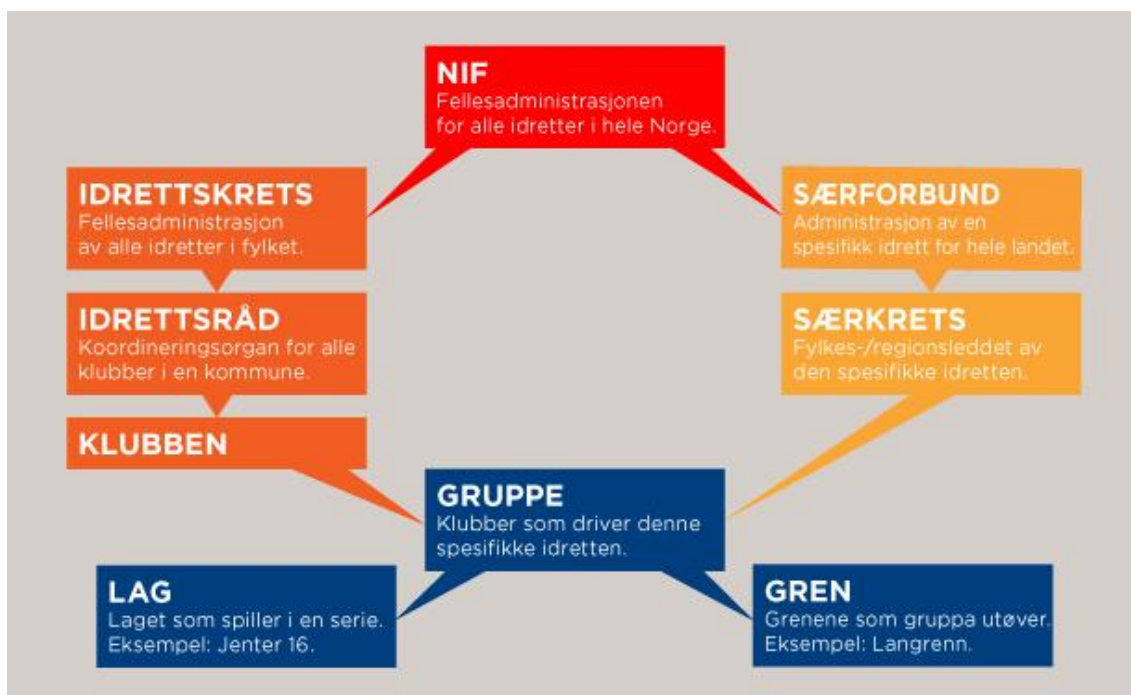 NIF
Fellesadministrasjonen
for alle idretter i hele Norge.
IDRETTSKRETS
Fellesadministrasjon
av alle idretter i fylket.
SÆRFORBUND
Administrasjon av en
spesifikk idrett for hele landet.
IDRETTSRÅD
Koordineringsorgan for alle
klubber i en kommune.
SÆRKRETS
Fylkes-/regionsleddet av
den spesifikke idretten.
KLUBBEN
GRUPPE
Klubber som driver denne
spesifikke idretten.
LAG
Laget som spiller i en serie.
Eksempel: Jenter 16.
GREN
Grenene som gruppa utøver.
Eksempel: Langrenn.